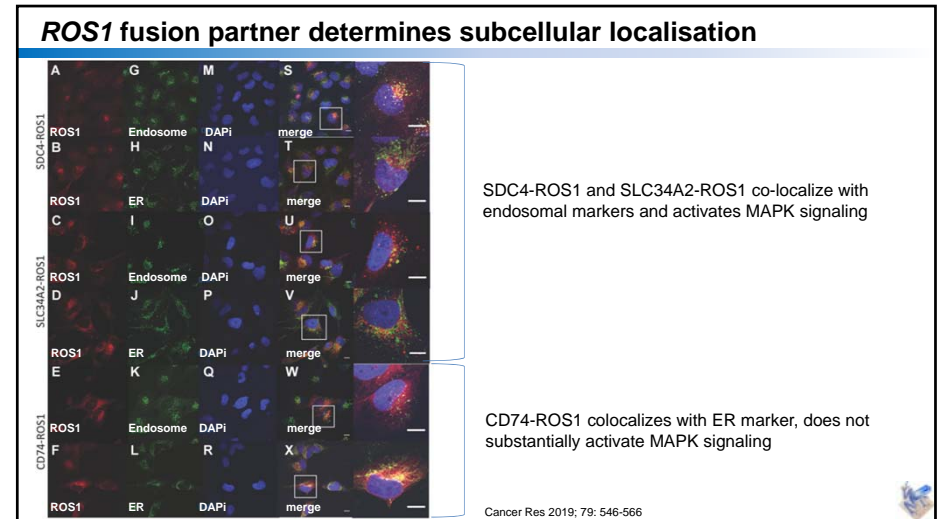 ROS1 fusion partner determines subcellular localisation
SDC4-ROS1
A G M S
ROS1 Endosome DAPi merge
B H N T
ROS1 ER DAPi merge
SLC34A2-ROS1
C I O U
ROS1 Endosome DAPi merge
D J P V
ROS1 ER DAPi merge
CD74-ROS1
E K Q W
ROS1 Endosome DAPi merge
F L R X
ROS1 ER DAPi merge
SDC4-ROS1 and SLC34A2-ROS1 co-localize with
endosomal markers and activates MAPK signaling
CD74-ROS1 colocalizes with ER marker, does not
substantially activate MAPK signaling
Cancer Res 2019; 79: 546-566